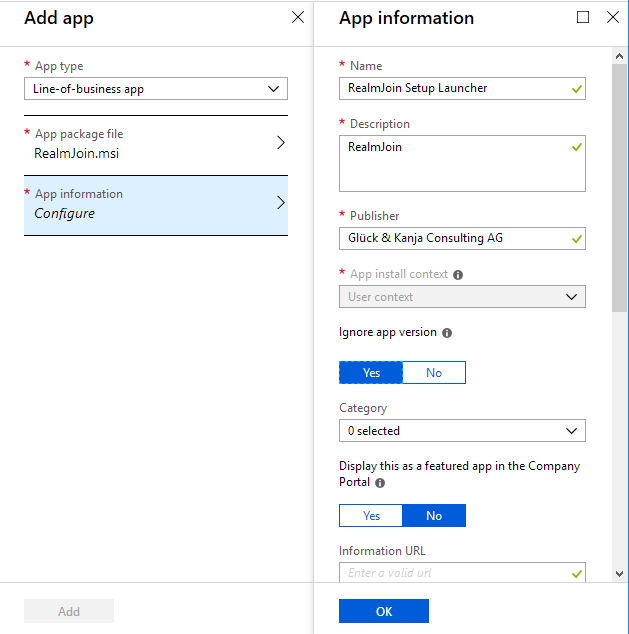 Add app
* App type
Line-of-business app
* App package file
RealmJoin.msi
* App information
Configure
Add
App information
* Name
RealmJoin Setup Launcher
* Description
RealmJoin
* Publisher
Glück & Kanja Consulting AG
* App install context
User context
Ignore app version
Yes No
Category
0 selected
Display this as a featured app in the Company
Portal
Yes No
Information URL
Enter a valid url
OK